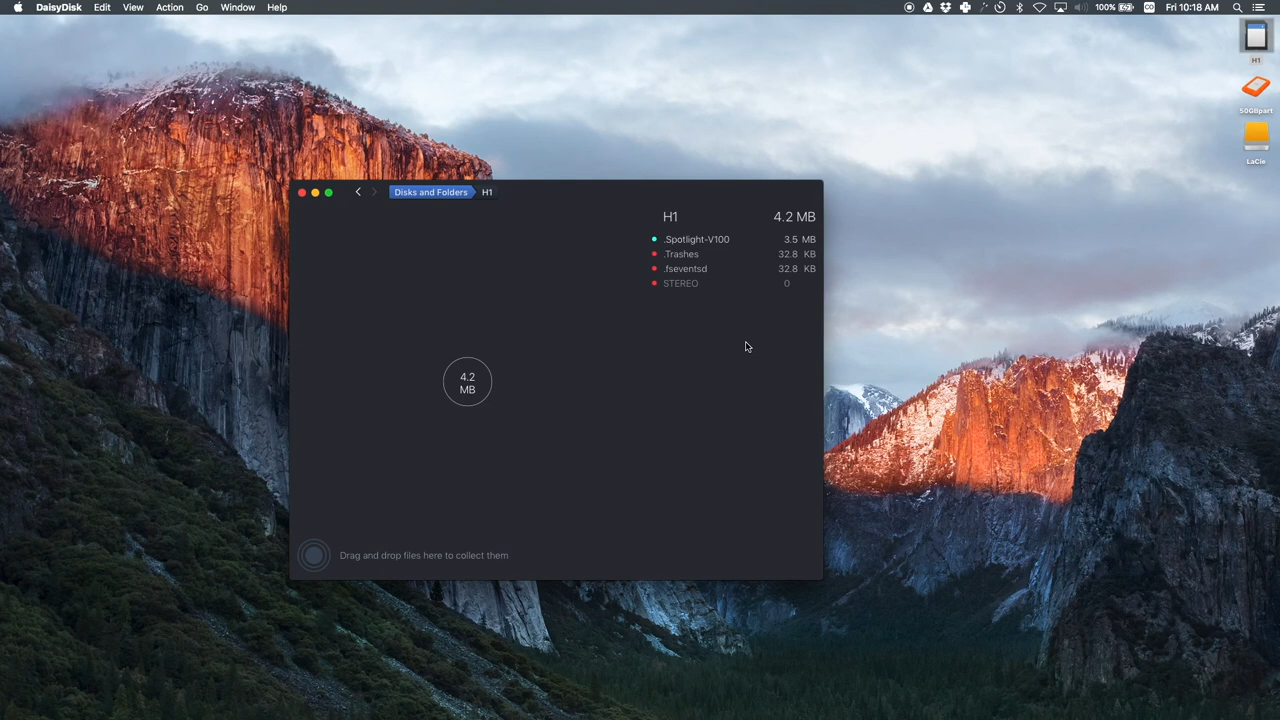 DaisyDisk Edit View Action Go Window Help 100% Fri 10:18 AM
H1
50GBpart
LaCie
Disks and Folders H1
H1 4.2 MB
.Spotlight-V100 3.5 MB
.Trashes 32.8 KB
.fseventsd 32.8 KB
STEREO 0
4.2
MB
Drag and drop files here to collect them